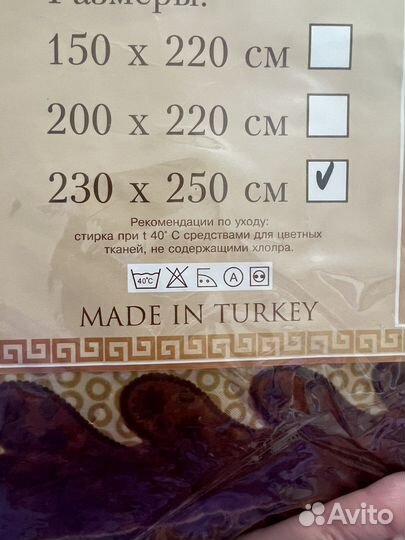 Размеры:
150 x 220 см
200 x 220 см
230 x 250 см
Рекомендации по уходу:
стирка при t 40˚ C средствами для цветных
тканей, не содержащими хлолра.
40°C A
MADE IN TURKEY
Avito